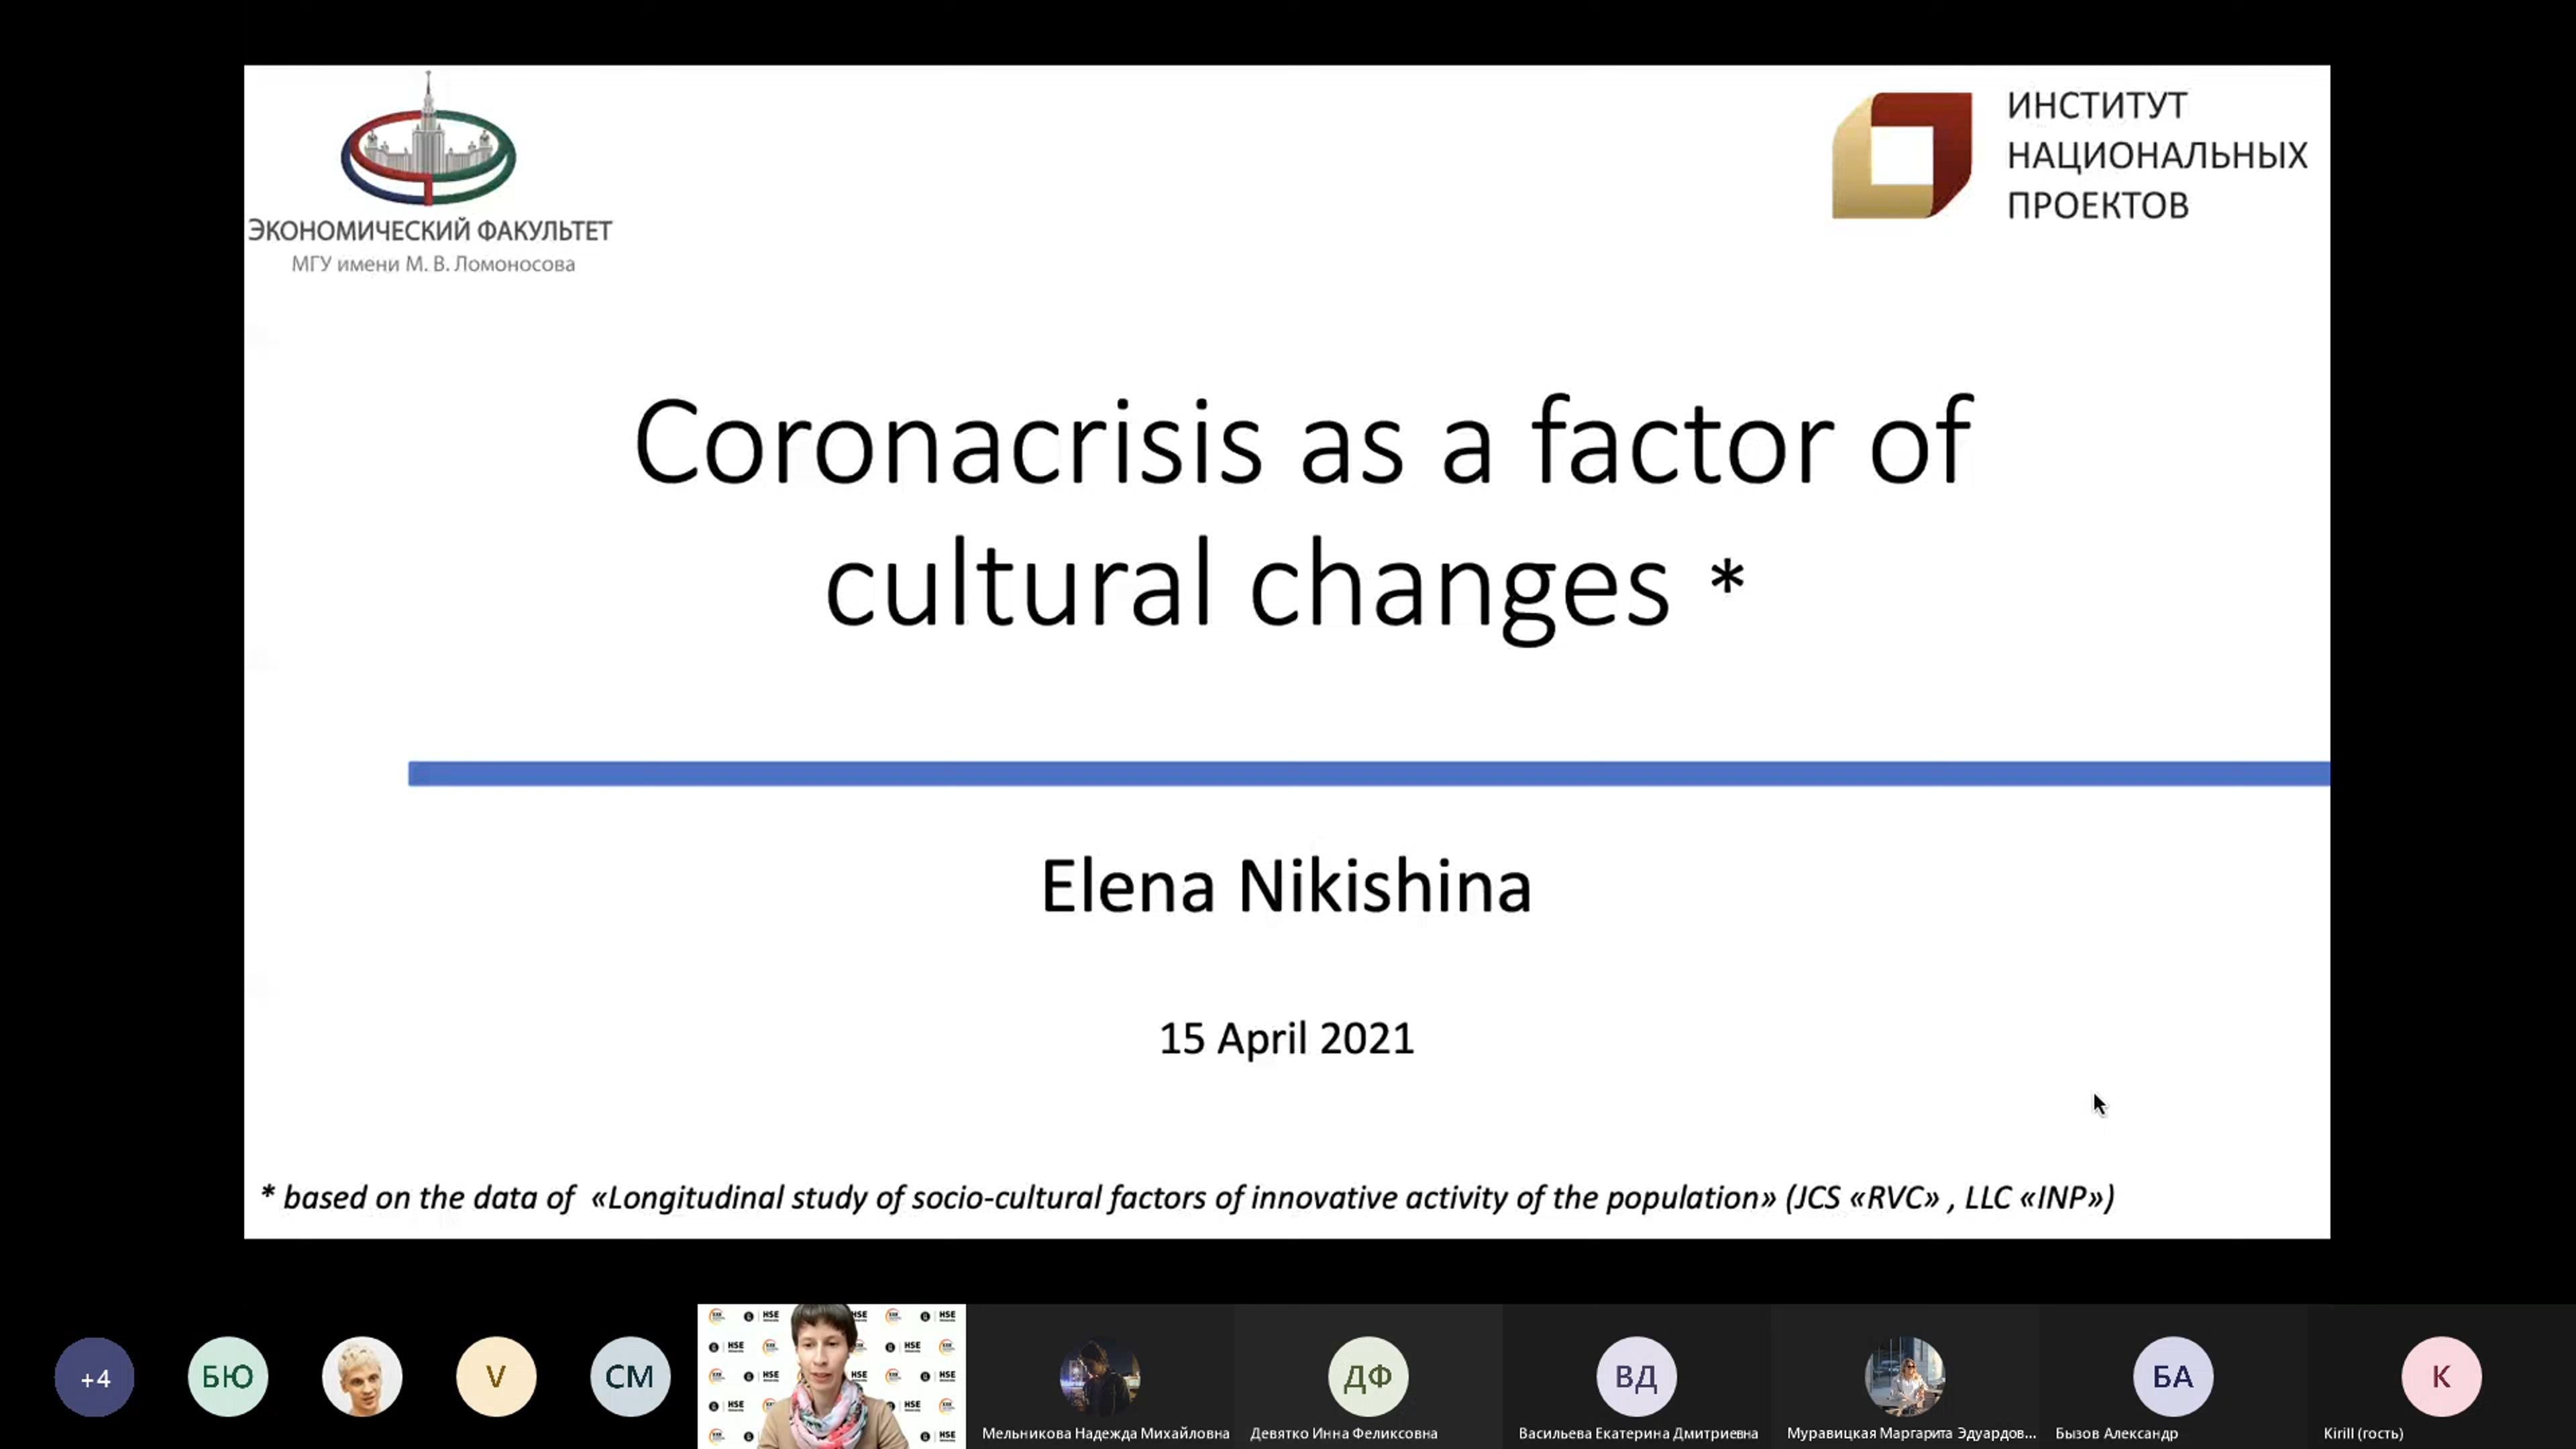 ЭКОНОМИЧЕСКИЙ ФАКУЛЬТЕТ
МГУ имени М. В. Ломоносова
ИНСТИТУТ
НАЦИОНАЛЬНЫХ
ПРОЕКТОВ
Coronacrisis as a factor of
cultural changes *
Elena Nikishina
15 April 2021
* based on the data of «Longitudinal study of socio-cultural factors of innovative activity of the population» (JCS «RVC» , LLC «INP»)
+4
БЮ
V
СМ
HSE
ДФ
ВД
БА
K
Мельникова Надежда Михайловна
Девятко Инна Феликсовна
Васильева Екатерина Дмитриевна
Муравицкая Маргарита Эдуардов...
Бызов Александр
Kirill (гость)